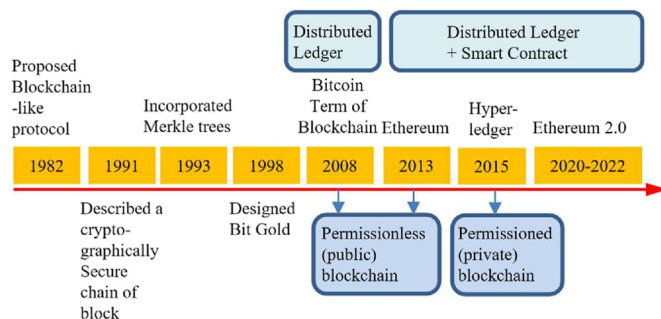 Distributed
Ledger
Distributed Ledger
+ Smart Contract
Proposed
Blockchain
-like
protocol
Incorporated
Merkle trees
Bitcoin
Term of
Blockchain
Ethereum
Hyper-
ledger
Ethereum 2.0
1982
1991
1993
1998
2008
2013
2015
2020-2022
Described a
crypto-
graphically
Secure
chain of
block
Designed
Bit Gold
Permissionless
(public)
blockchain
Permissioned
(private)
blockchain